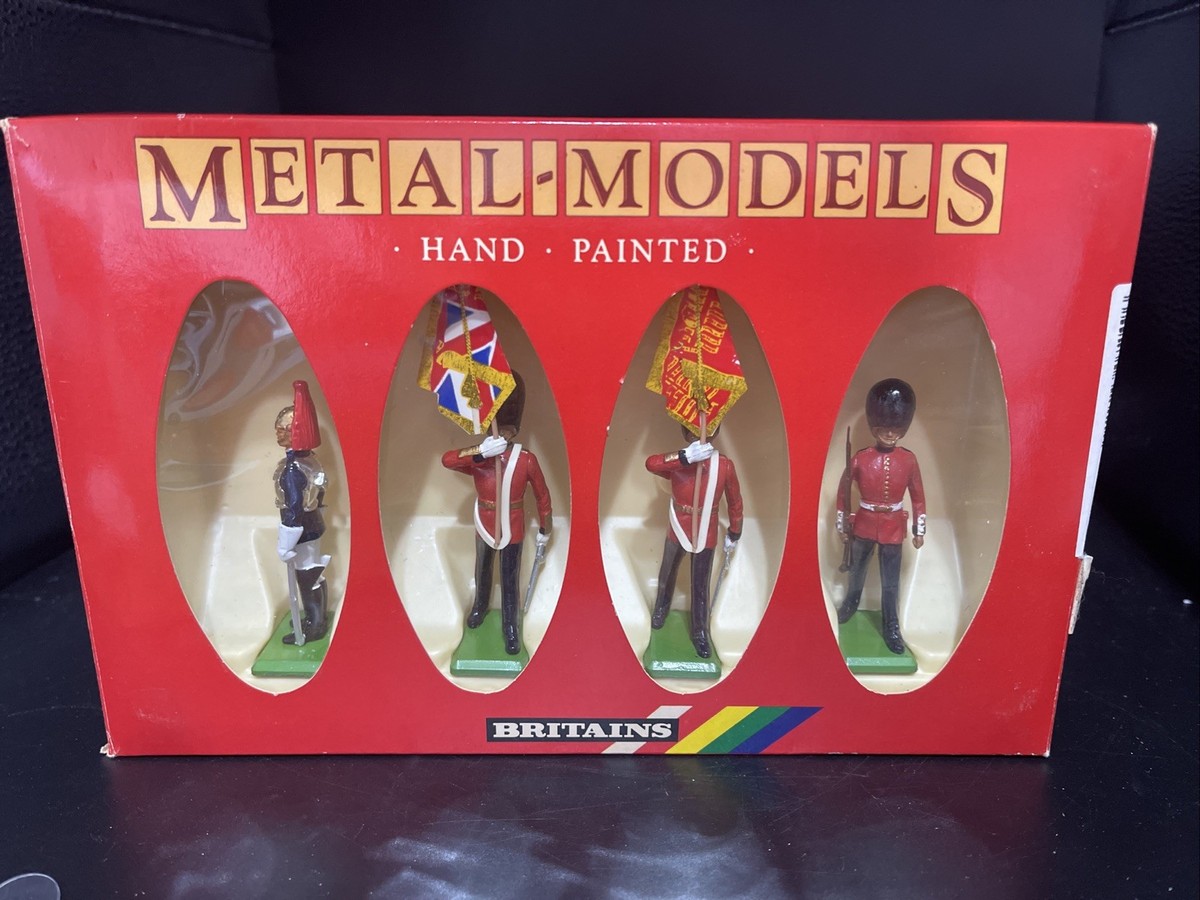 METAL-MODELS
· HAND · PAINTED ·
BRITAINS